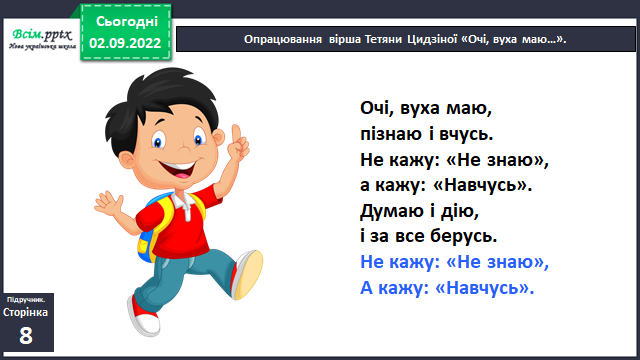 Всім.pptx
Нова українська школа
Сьогодні
02.09.2022
Опрацювання вірша Тетяни Цидзіної «Очі, вуха маю…».
Очі, вуха маю,
пізнаю і вчусь.
Не кажу: «Не знаю»,
а кажу: «Навчусь».
Думаю і дію,
і за все берусь.
Не кажу: «Не знаю»,
А кажу: «Навчусь».
Підручник.
Сторінка
8